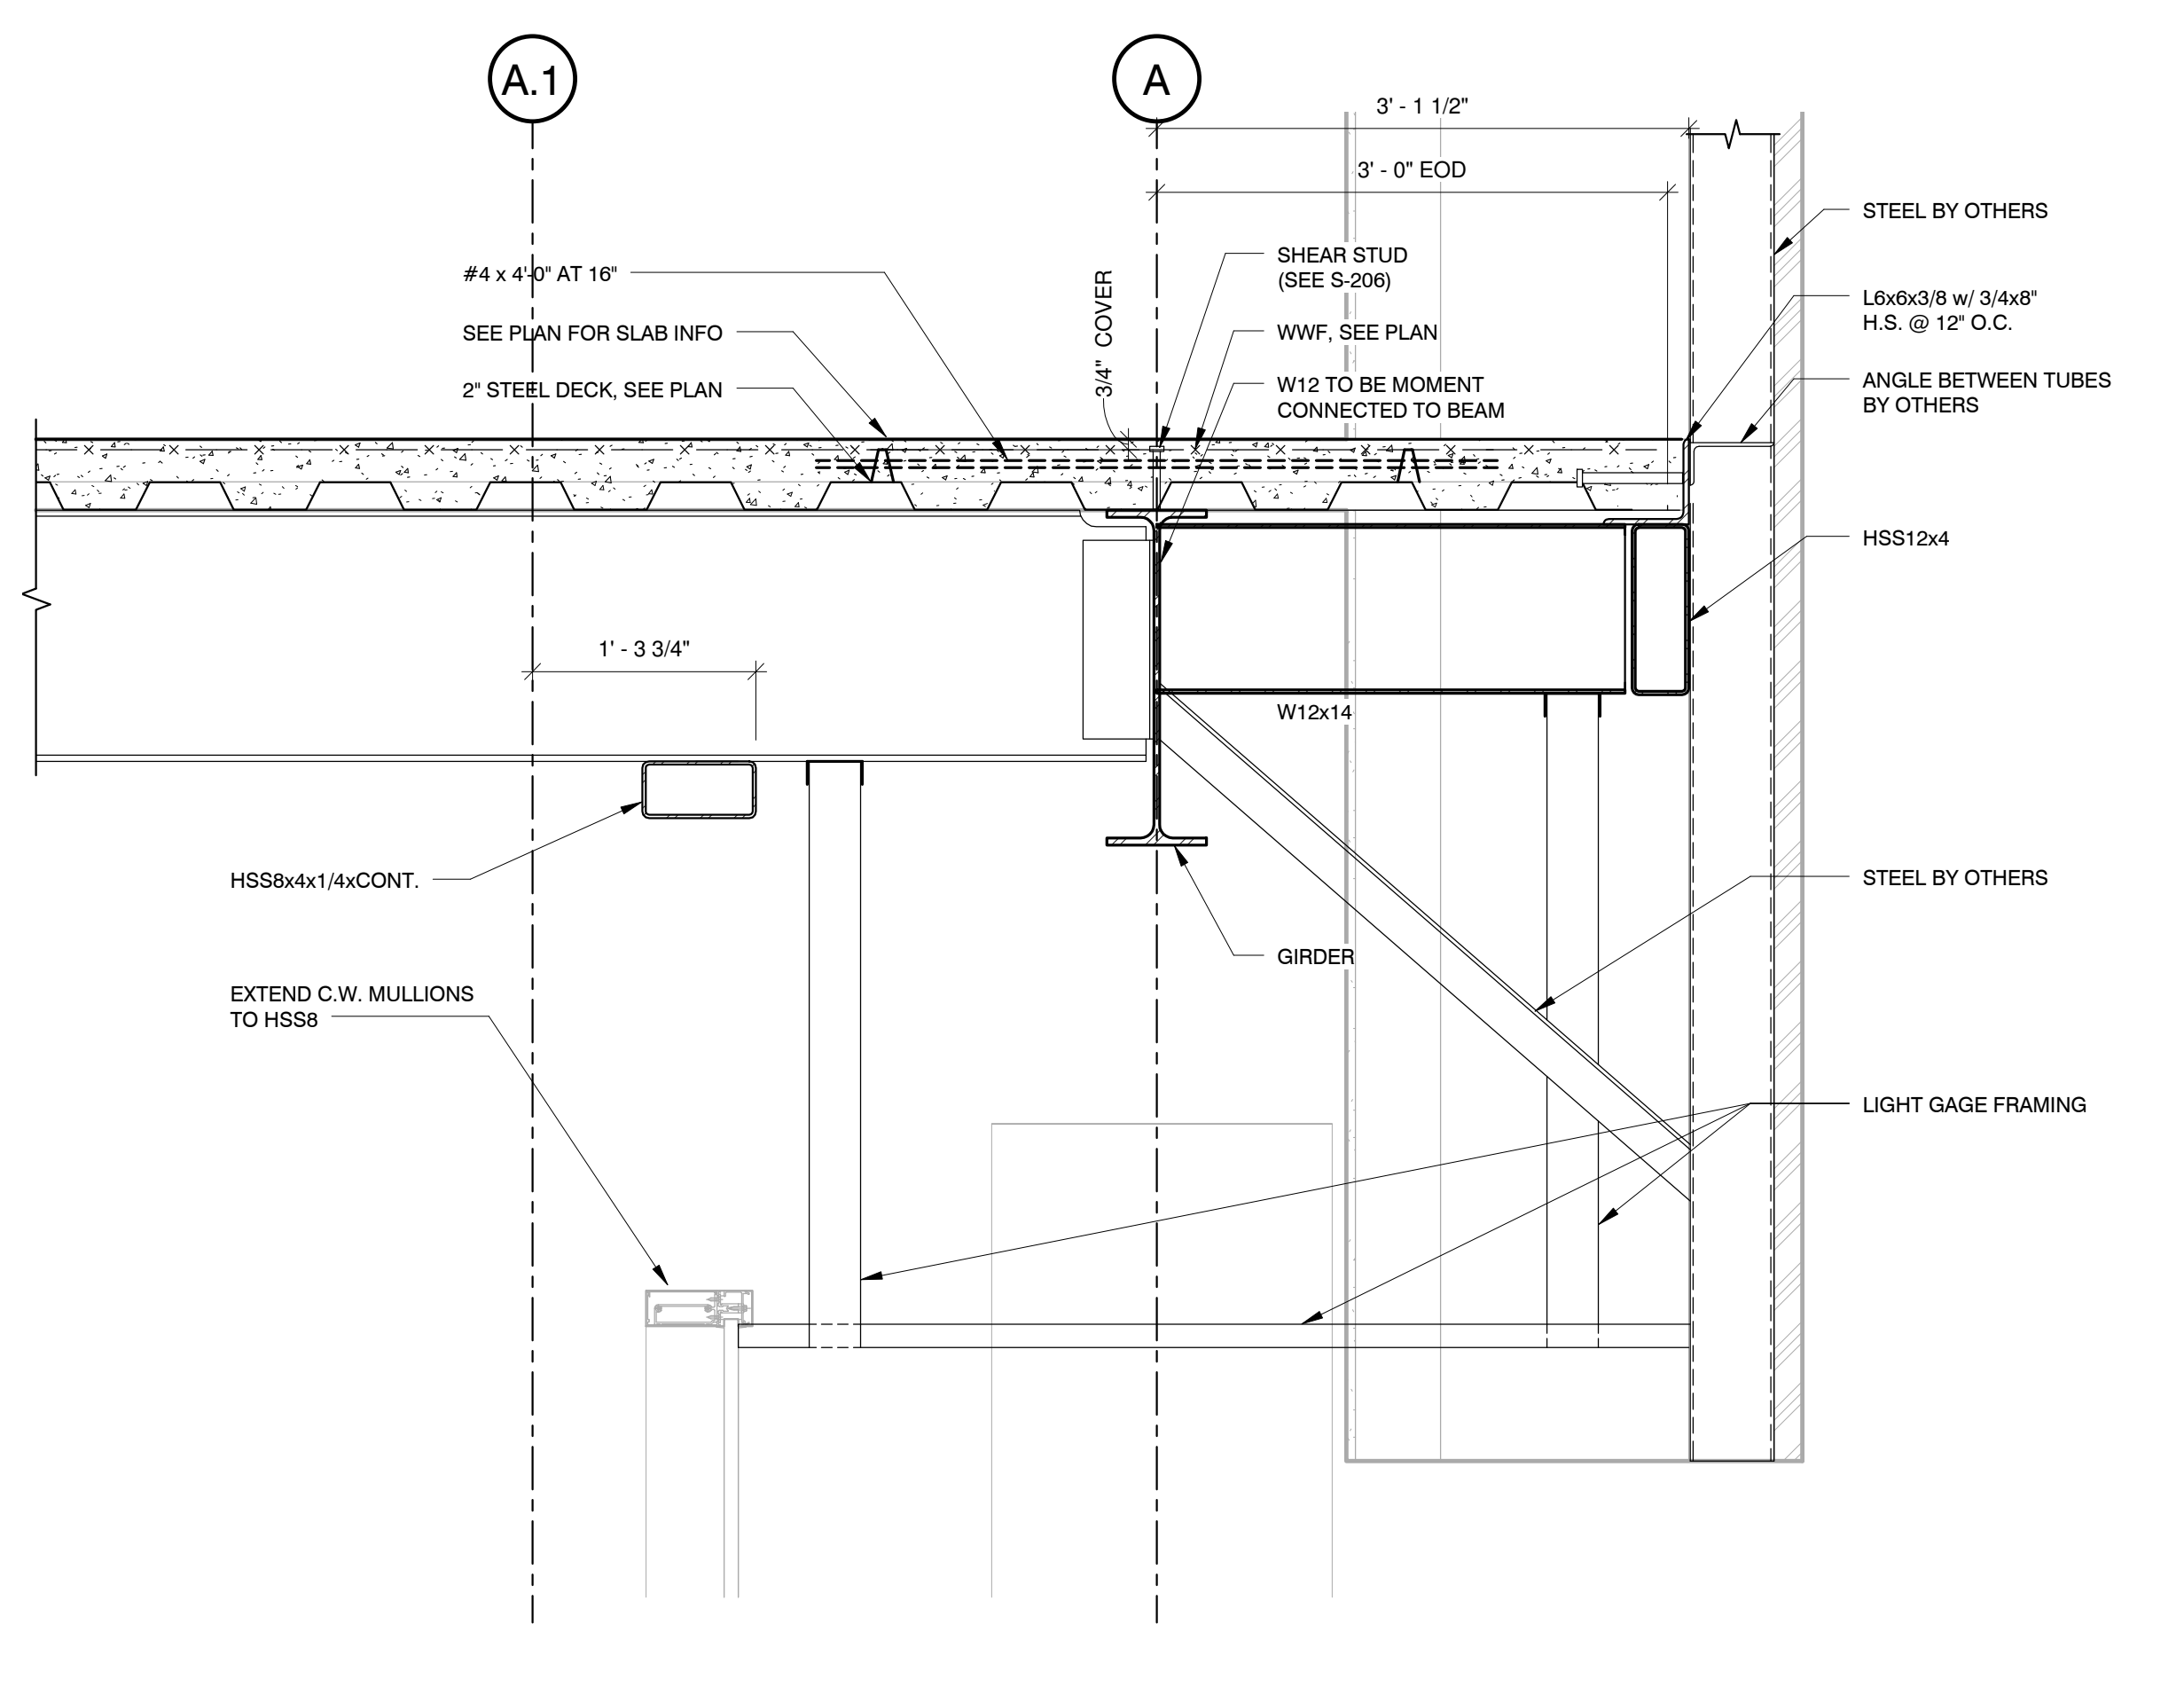 A.1
A
3' - 1 1/2"
3' - 0" EOD
STEEL BY OTHERS
SHEAR STUD
(SEE S-206)
#4 x 4'-0" AT 16"
3/4" COVER
L6x6x3/8 w/ 3/4x8"
H.S. @ 12" O.C.
SEE PLAN FOR SLAB INFO
WWF, SEE PLAN
2" STEEL DECK, SEE PLAN
W12 TO BE MOMENT
CONNECTED TO BEAM
ANGLE BETWEEN TUBES
BY OTHERS
HSS12x4
1' - 3 3/4"
W12x14
HSS8x4x1/4xCONT.
STEEL BY OTHERS
GIRDER
EXTEND C.W. MULLIONS
TO HSS8
LIGHT GAGE FRAMING